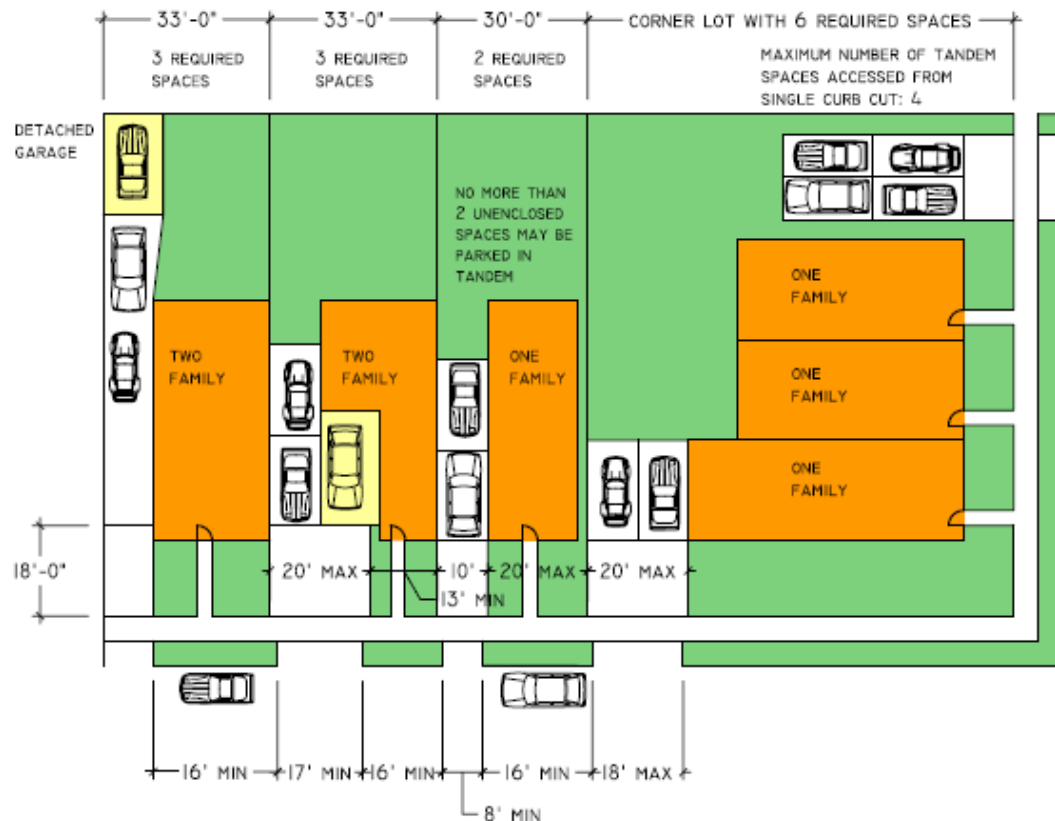 33'-0"
33'-0"
30'-0"
CORNER LOT WITH 6 REQUIRED SPACES
3 REQUIRED
SPACES
3 REQUIRED
SPACES
2 REQUIRED
SPACES
MAXIMUM NUMBER OF TANDEM
SPACES ACCESSED FROM
SINGLE CURB CUT: 4
DETACHED
GARAGE
NO MORE THAN
2 UNENCLOSED
SPACES MAY BE
PARKED IN
TANDEM
TWO
FAMILY
TWO
FAMILY
ONE
FAMILY
ONE
FAMILY
ONE
FAMILY
ONE
FAMILY
18'-0"
20' MAX
10'
20' MAX
20' MAX
13' MIN
16' MIN
17' MIN
16' MIN
16' MIN
18' MAX
8' MIN